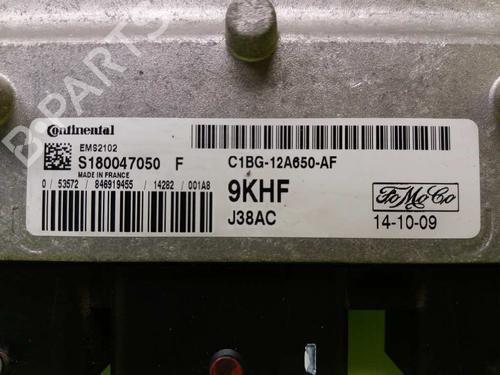 Continental
EMS2102
S180047050 F
MADE IN FRANCE
0 / 53572 / 846919455 / 14282 / 001A8
C1BG-12A650-AF
9KHF
J38AC
FoMoCo
14-10-09
B-PARTS